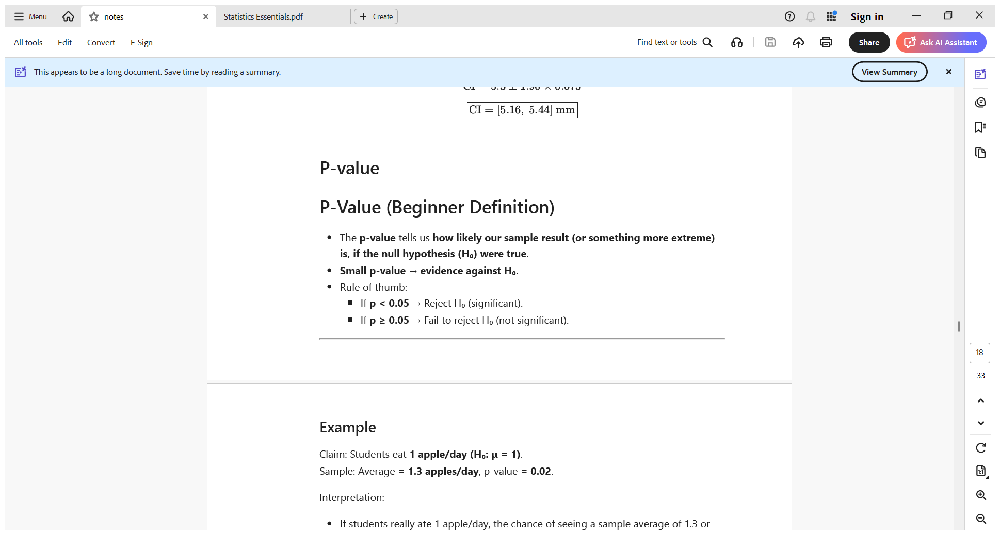 Menu
notes
Statistics Essentials.pdf
Create
Sign in
All tools
Edit
Convert
E-Sign
Find text or tools
Share
Ask AI Assistant
This appears to be a long document. Save time by reading a summary.
View Summary
CI = [5.16, 5.44] mm
P-value
P-Value (Beginner Definition)
• The p-value tells us how likely our sample result (or something more extreme)
is, if the null hypothesis (H₀) were true.
• Small p-value → evidence against H₀.
• Rule of thumb:
▪ If p < 0.05 → Reject H₀ (significant).
▪ If p ≥ 0.05 → Fail to reject H₀ (not significant).
18
33
Example
Claim: Students eat 1 apple/day (H₀: μ = 1).
Sample: Average = 1.3 apples/day, p-value = 0.02.
Interpretation:
• If students really ate 1 apple/day, the chance of seeing a sample average of 1.3 or